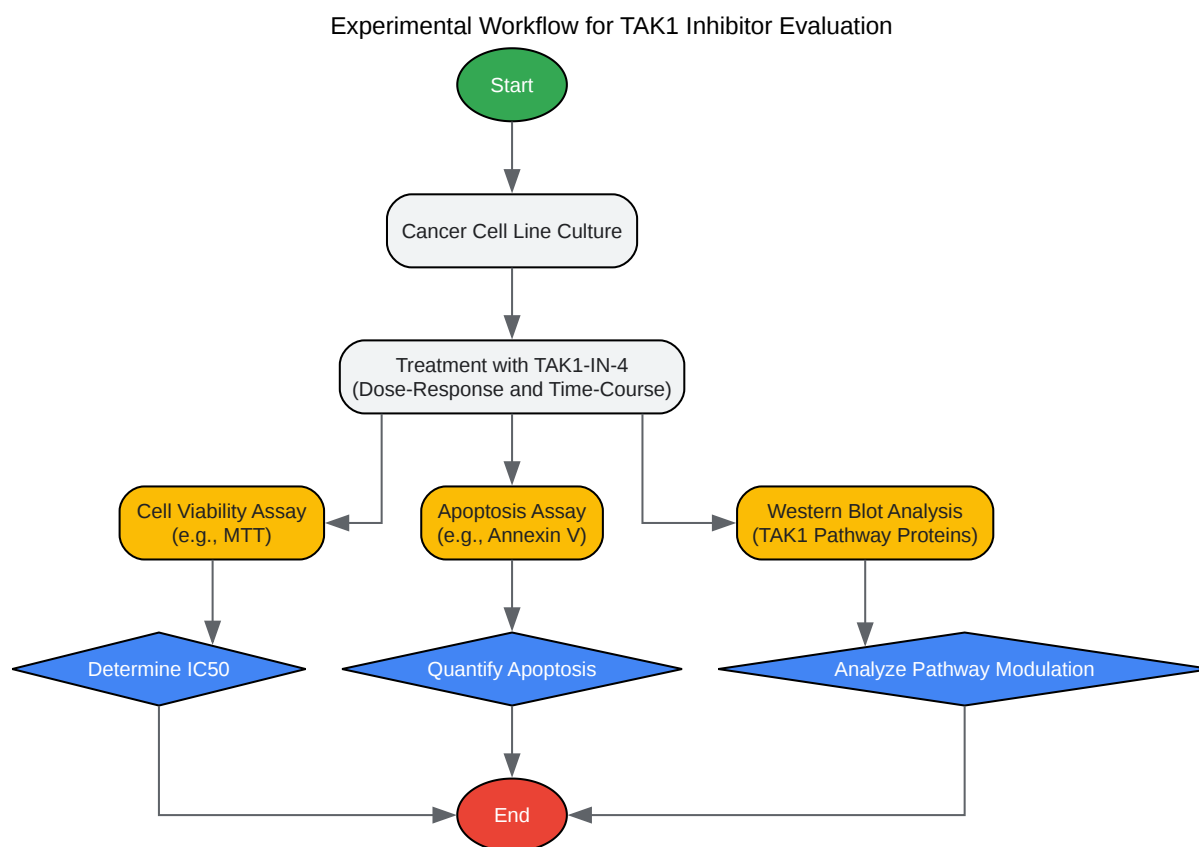 Experimental Workflow for TAK1 Inhibitor Evaluation
Start
Cancer Cell Line Culture
Treatment with TAK1-IN-4
(Dose-Response and Time-Course)
Cell Viability Assay
(e.g., MTT)
Apoptosis Assay
(e.g., Annexin V)
Western Blot Analysis
(TAK1 Pathway Proteins)
Determine IC50
Quantify Apoptosis
Analyze Pathway Modulation
End